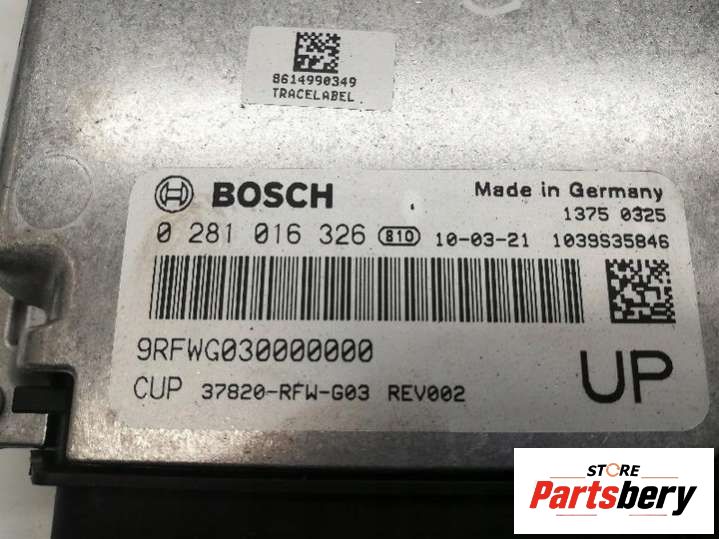 8614990349
TRACELABEL
BOSCH
Made in Germany
1375 0325
0 281 016 326 810 10-03-21 1039S35846
9RFWG030000000
CUP 37820-RFW-G03 REV002
UP
STORE
Partsbery